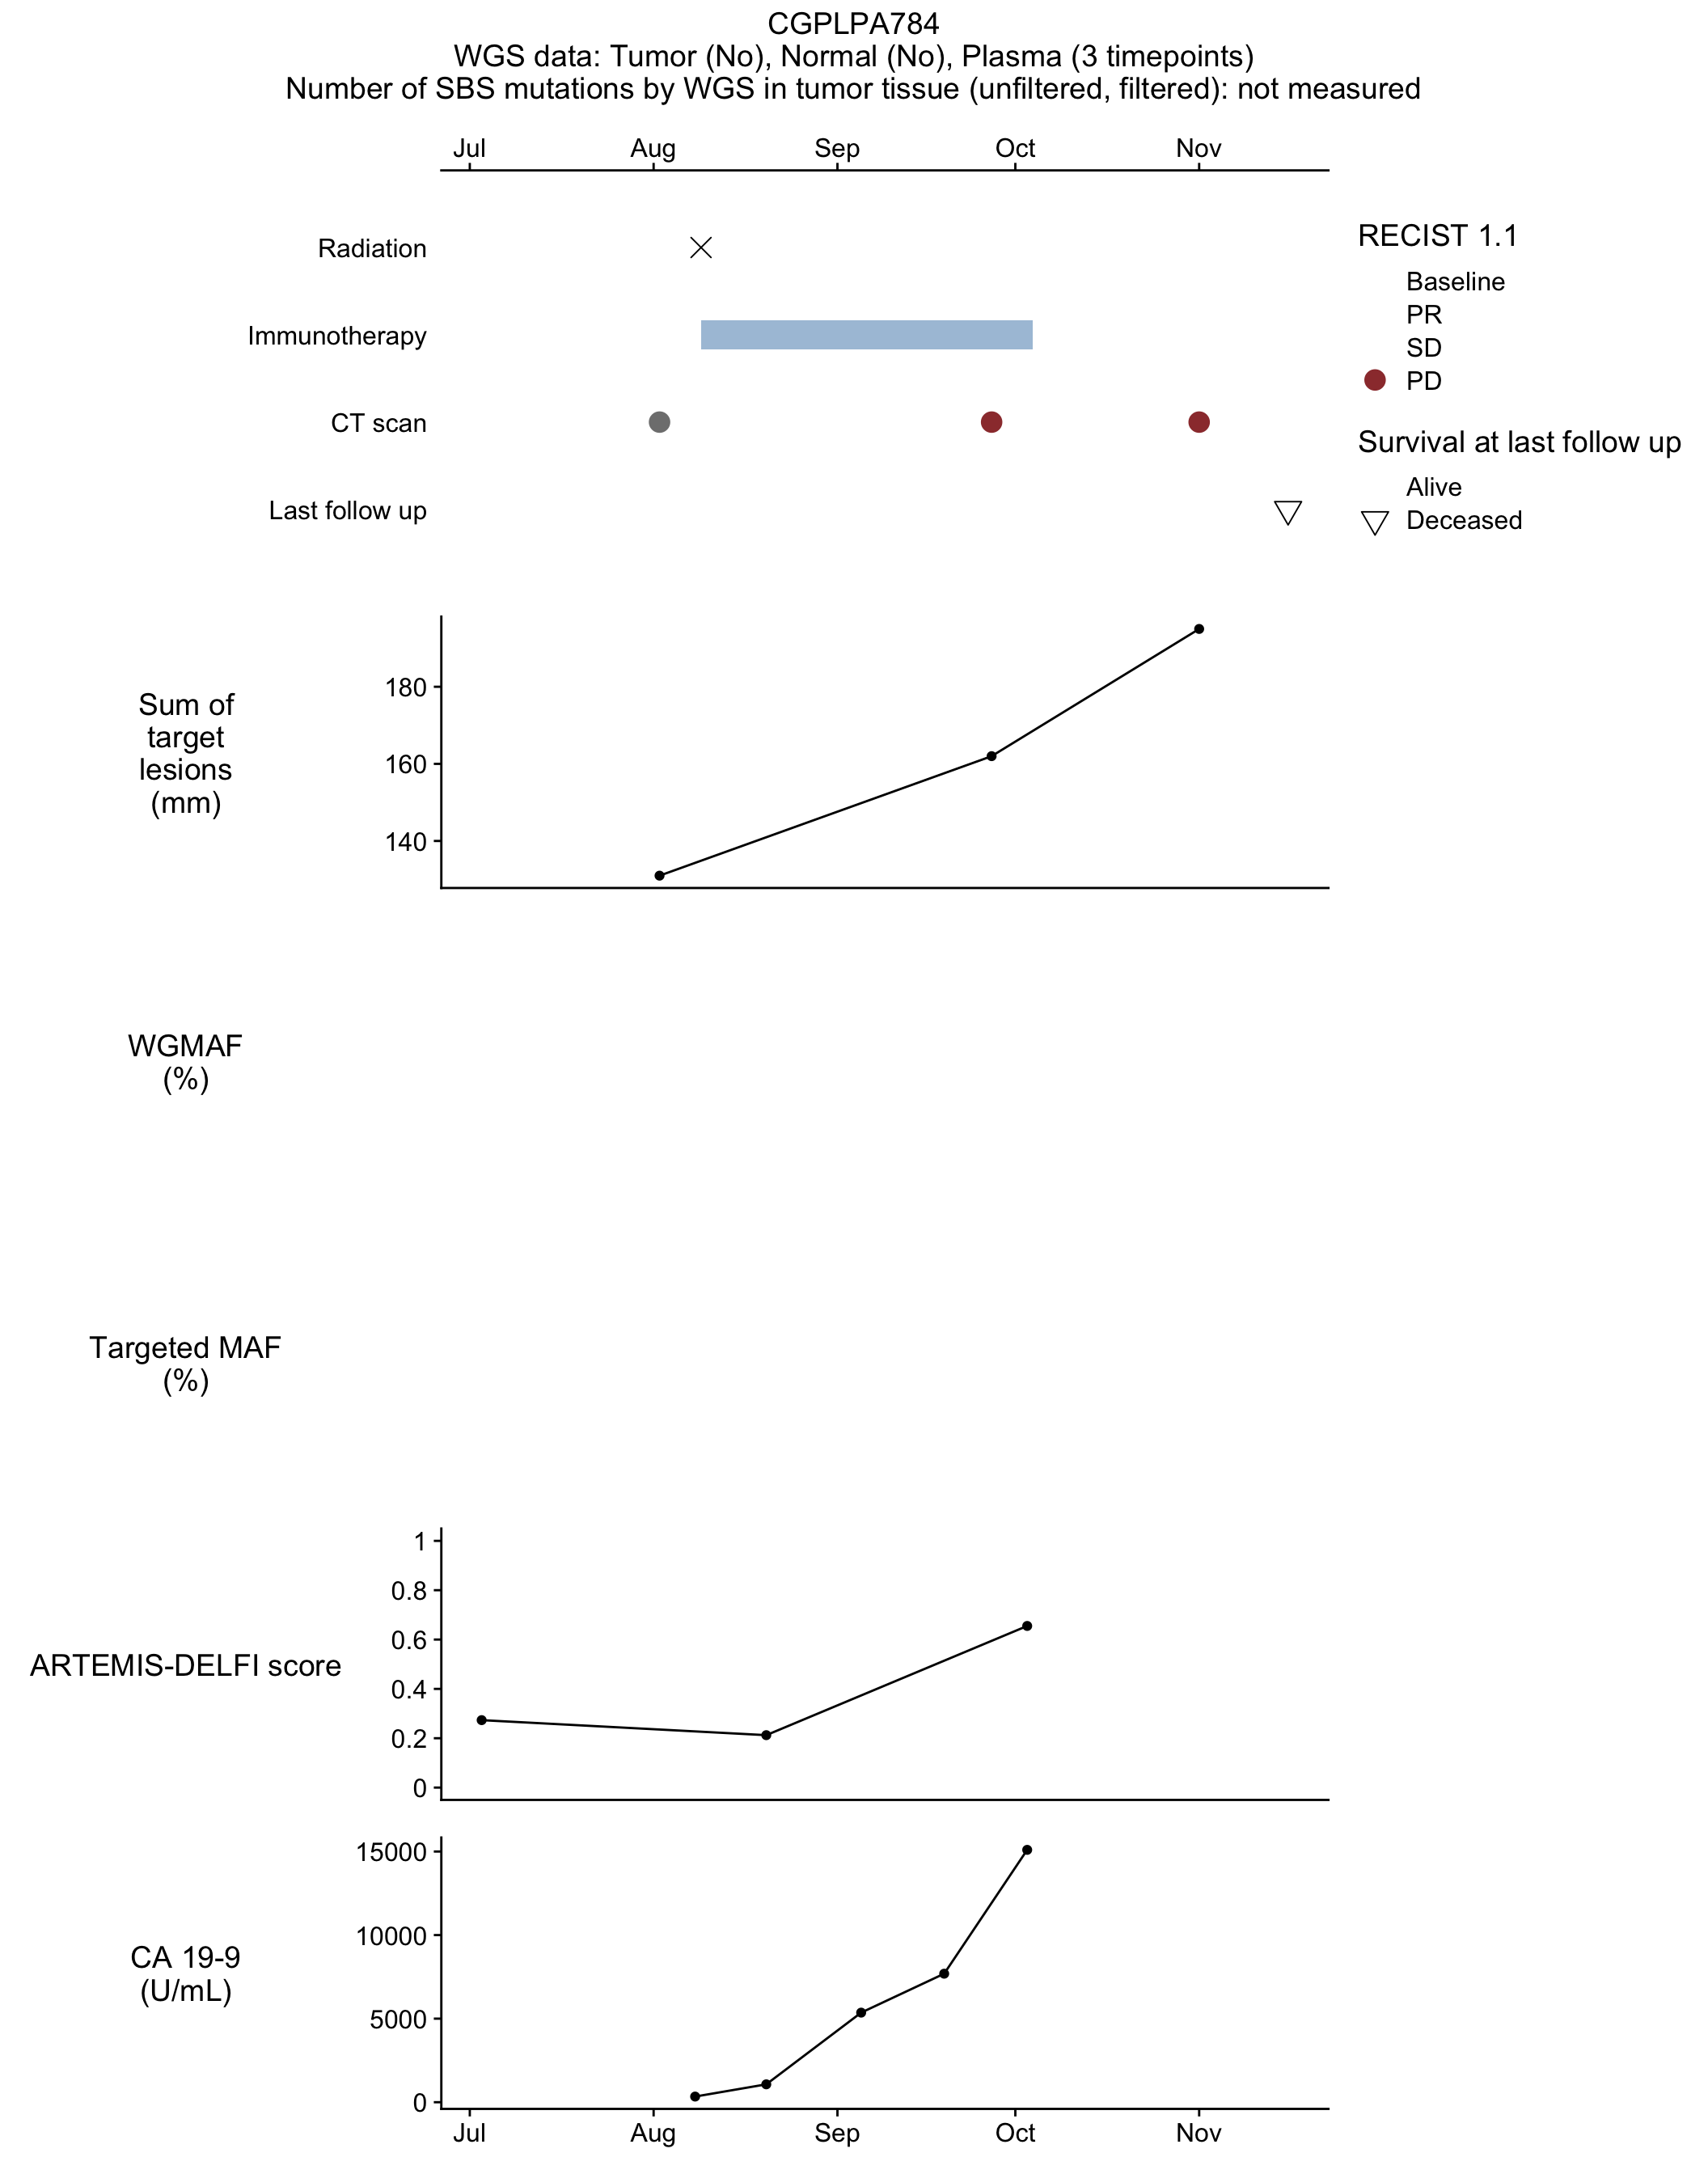 CGPLPA784
WGS data: Tumor (No), Normal (No), Plasma (3 timepoints)
Number of SBS mutations by WGS in tumor tissue (unfiltered, filtered): not measured
Jul Aug Sep Oct Nov
Radiation
Immunotherapy
CT scan
Last follow up
RECIST 1.1
Baseline
PR
SD
PD
Survival at last follow up
Alive
Deceased
Sum of
target
lesions
(mm)
180
160
140
WGMAF
(%)
Targeted MAF
(%)
ARTEMIS-DELFI score
1
0.8
0.6
0.4
0.2
0
CA 19-9
(U/mL)
15000
10000
5000
0
Jul Aug Sep Oct Nov